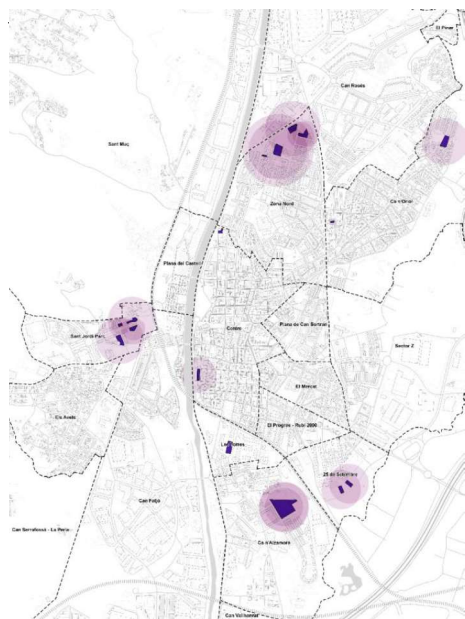 El Pinar
Can Rosés
Sant Muç
Zona Nord
Ca n'Oriol
Plana del Castell
Centre
Plana de Can Bertran
Sant Jordi Parc
Sector Z
El Mercat
Els Avets
El Progrés - Rubí 2000
Les Torres
25 de Setembre
Can Fatjó
Can Serrafossà - La Perla
Ca n'Alzamora
Can Vallhonrat